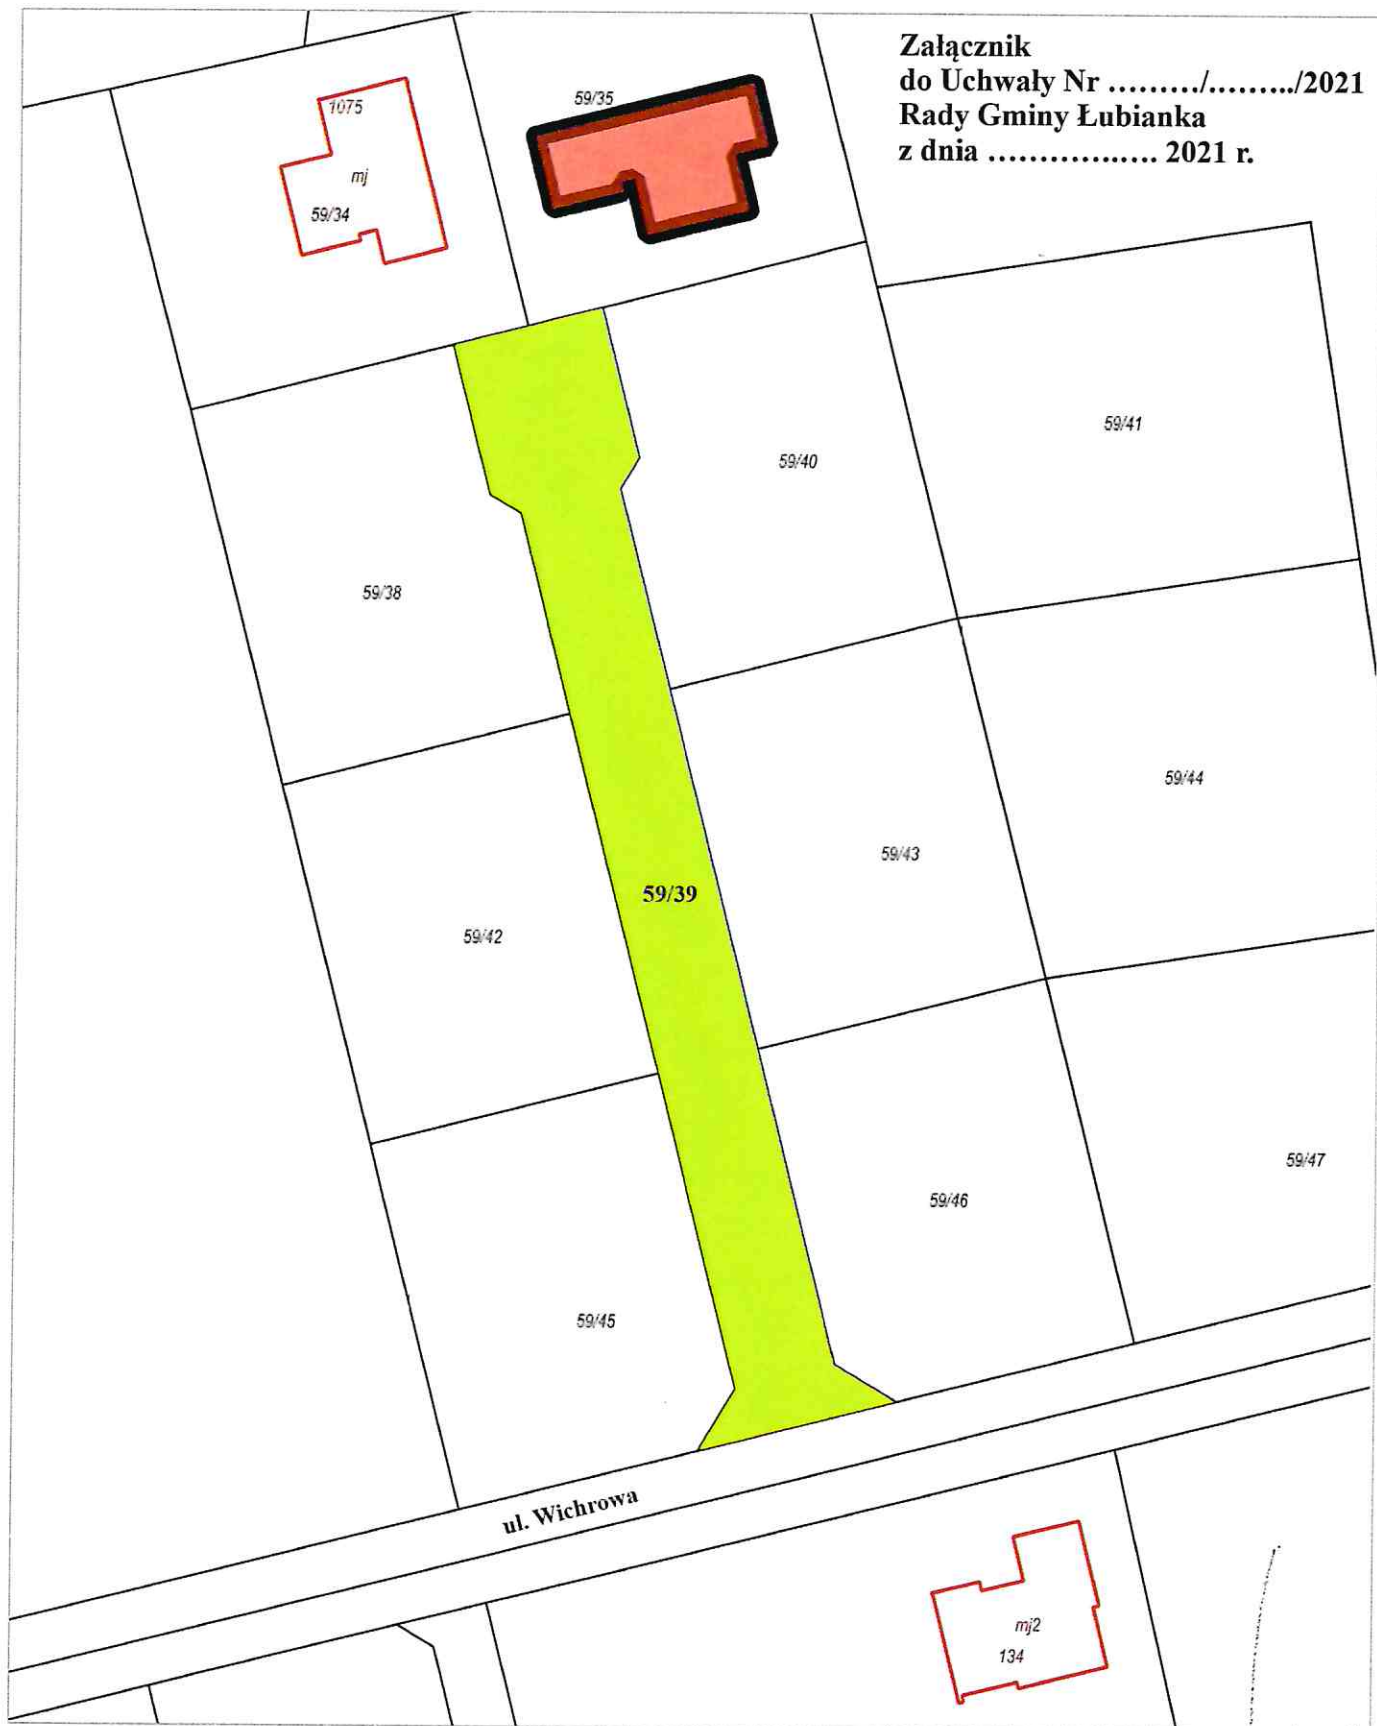 Załącznik
do Uchwały Nr ........./........./2021
Rady Gminy Łubianka
z dnia .................. 2021 r.
1075
59/35
mj
59/34
59/41
59/40
59/38
59/44
59/43
59/39
59/42
59/47
59/46
59/45
ul. Wichrowa
mj2
134